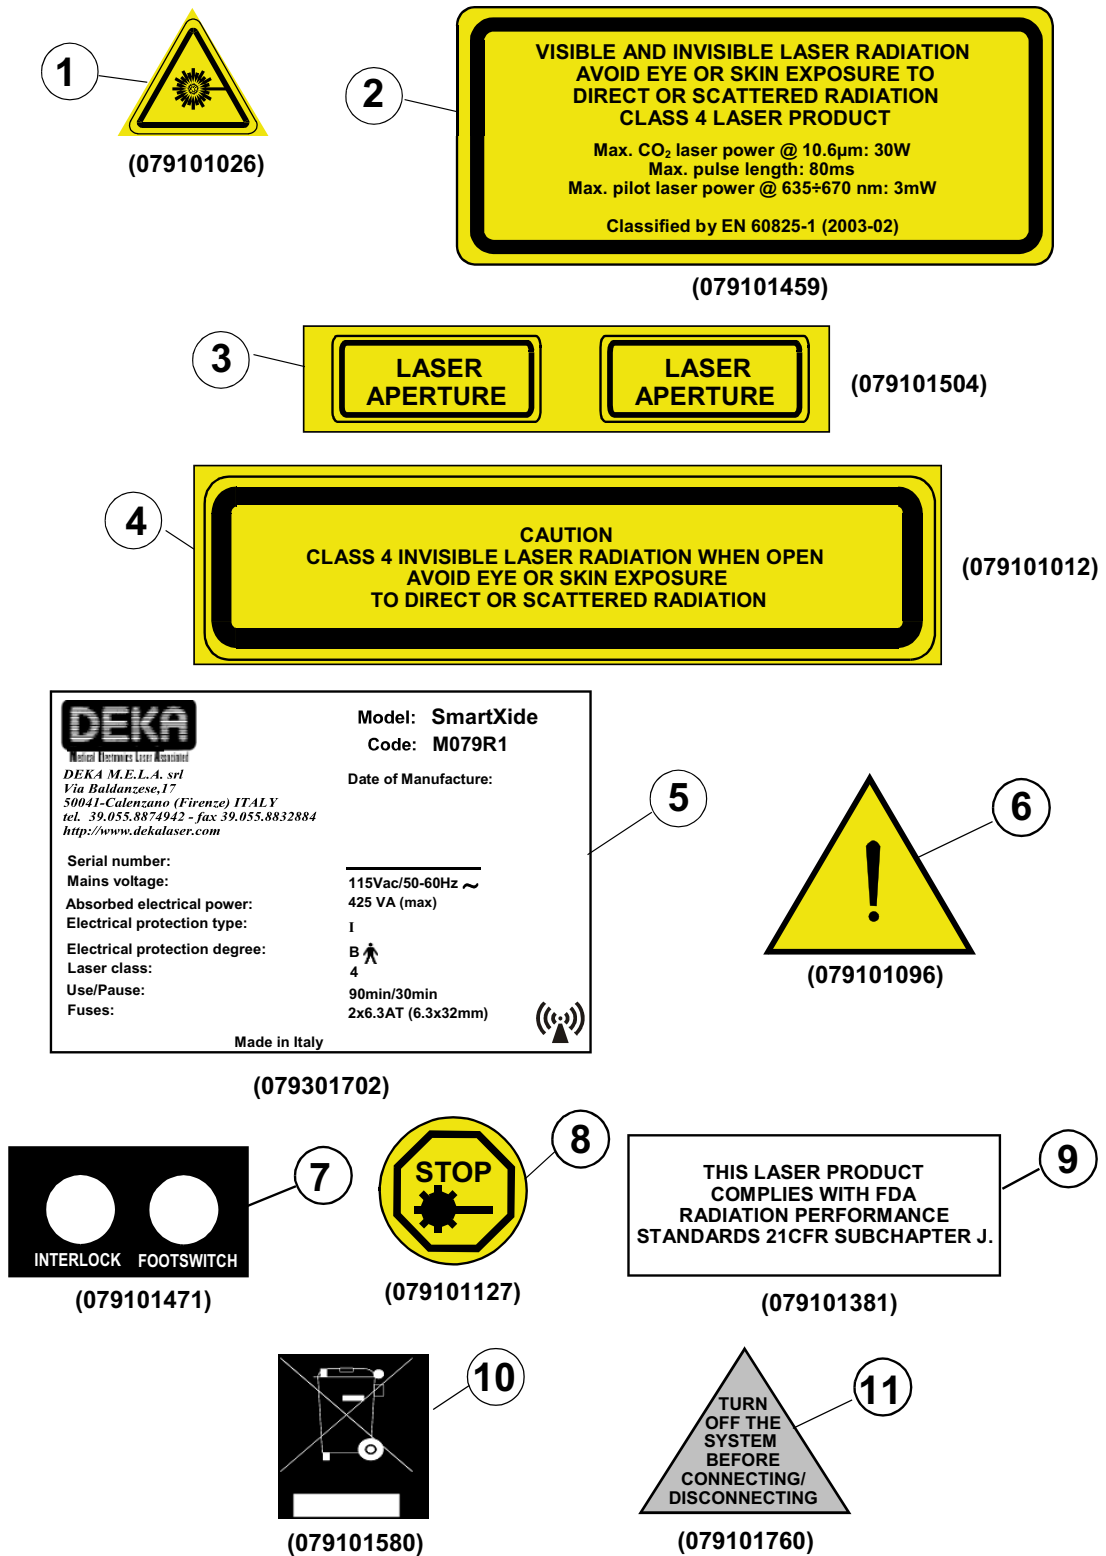 1
(079101026)
2
VISIBLE AND INVISIBLE LASER RADIATION
AVOID EYE OR SKIN EXPOSURE TO
DIRECT OR SCATTERED RADIATION
CLASS 4 LASER PRODUCT
Max. CO₂ laser power @ 10.6µm: 30W
Max. pulse length: 80ms
Max. pilot laser power @ 635÷670 nm: 3mW
Classified by EN 60825-1 (2003-02)
(079101459)
3
LASER
APERTURE
LASER
APERTURE
(079101504)
4
CAUTION
CLASS 4 INVISIBLE LASER RADIATION WHEN OPEN
AVOID EYE OR SKIN EXPOSURE
TO DIRECT OR SCATTERED RADIATION
(079101012)
DEKA
Medical Electronics Laser Associated
DEKA M.E.L.A. srl
Via Baldanzese,17
50041-Calenzano (Firenze) ITALY
tel. 39.055.8874942 - fax 39.055.8832884
http://www.dekalaser.com
Model: SmartXide
Code: M079R1
Date of Manufacture:
Serial number:
Mains voltage: 115Vac/50-60Hz ~
Absorbed electrical power: 425 VA (max)
Electrical protection type: I
Electrical protection degree: B
Laser class: 4
Use/Pause: 90min/30min
Fuses: 2x6.3AT (6.3x32mm)
Made in Italy
(079301702)
5
6
!
(079101096)
INTERLOCK FOOTSWITCH
7
(079101471)
STOP
8
(079101127)
THIS LASER PRODUCT
COMPLIES WITH FDA
RADIATION PERFORMANCE
STANDARDS 21CFR SUBCHAPTER J.
9
(079101381)
10
(079101580)
TURN
OFF THE
SYSTEM
BEFORE
CONNECTING/
DISCONNECTING
11
(079101760)